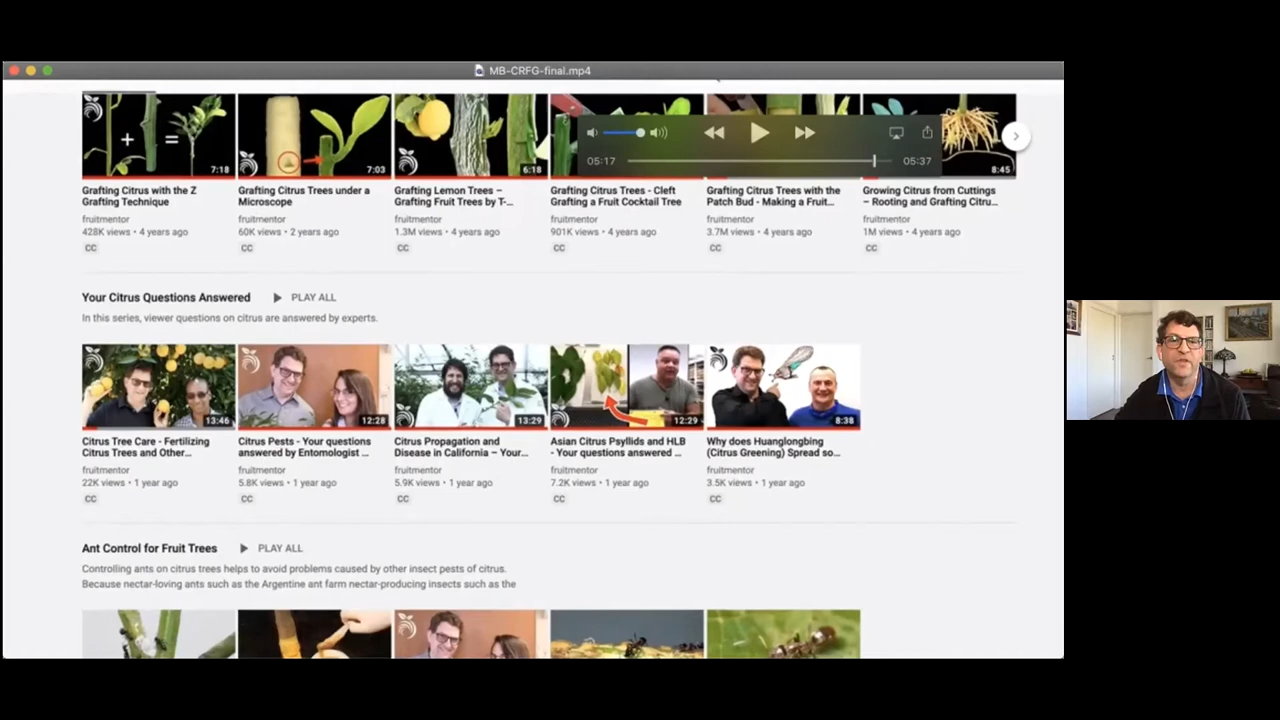 MB-CRFG-final.mp4
05:17
05:37
7:18
7:03
6:18
8:45
Grafting Citrus with the Z
Grafting Technique
fruitmentor
428K views • 4 years ago
CC
Grafting Citrus Trees under a
Microscope
fruitmentor
60K views • 2 years ago
CC
Grafting Lemon Trees –
Grafting Fruit Trees by T-...
fruitmentor
1.3M views • 4 years ago
CC
Grafting Citrus Trees - Cleft
Grafting a Fruit Cocktail Tree
fruitmentor
901K views • 4 years ago
CC
Grafting Citrus Trees with the
Patch Bud - Making a Fruit...
fruitmentor
3.7M views • 4 years ago
CC
Growing Citrus from Cuttings
– Rooting and Grafting Citru...
fruitmentor
1M views • 4 years ago
CC
Your Citrus Questions Answered
PLAY ALL
In this series, viewer questions on citrus are answered by experts.
13:46
12:28
13:29
12:29
8:38
Citrus Tree Care - Fertilizing
Citrus Trees and Other...
fruitmentor
22K views • 1 year ago
CC
Citrus Pests - Your questions
answered by Entomologist ...
fruitmentor
5.8K views • 1 year ago
CC
Citrus Propagation and
Disease in California – Your...
fruitmentor
5.9K views • 1 year ago
CC
Asian Citrus Psyllids and HLB
- Your questions answered ...
fruitmentor
7.2K views • 1 year ago
CC
Why does Huanglongbing
(Citrus Greening) Spread so...
fruitmentor
3.5K views • 1 year ago
CC
Ant Control for Fruit Trees
PLAY ALL
Controlling ants on citrus trees helps to avoid problems caused by other insect pests of citrus.
Because nectar-loving ants such as the Argentine ant farm nectar-producing insects such as the